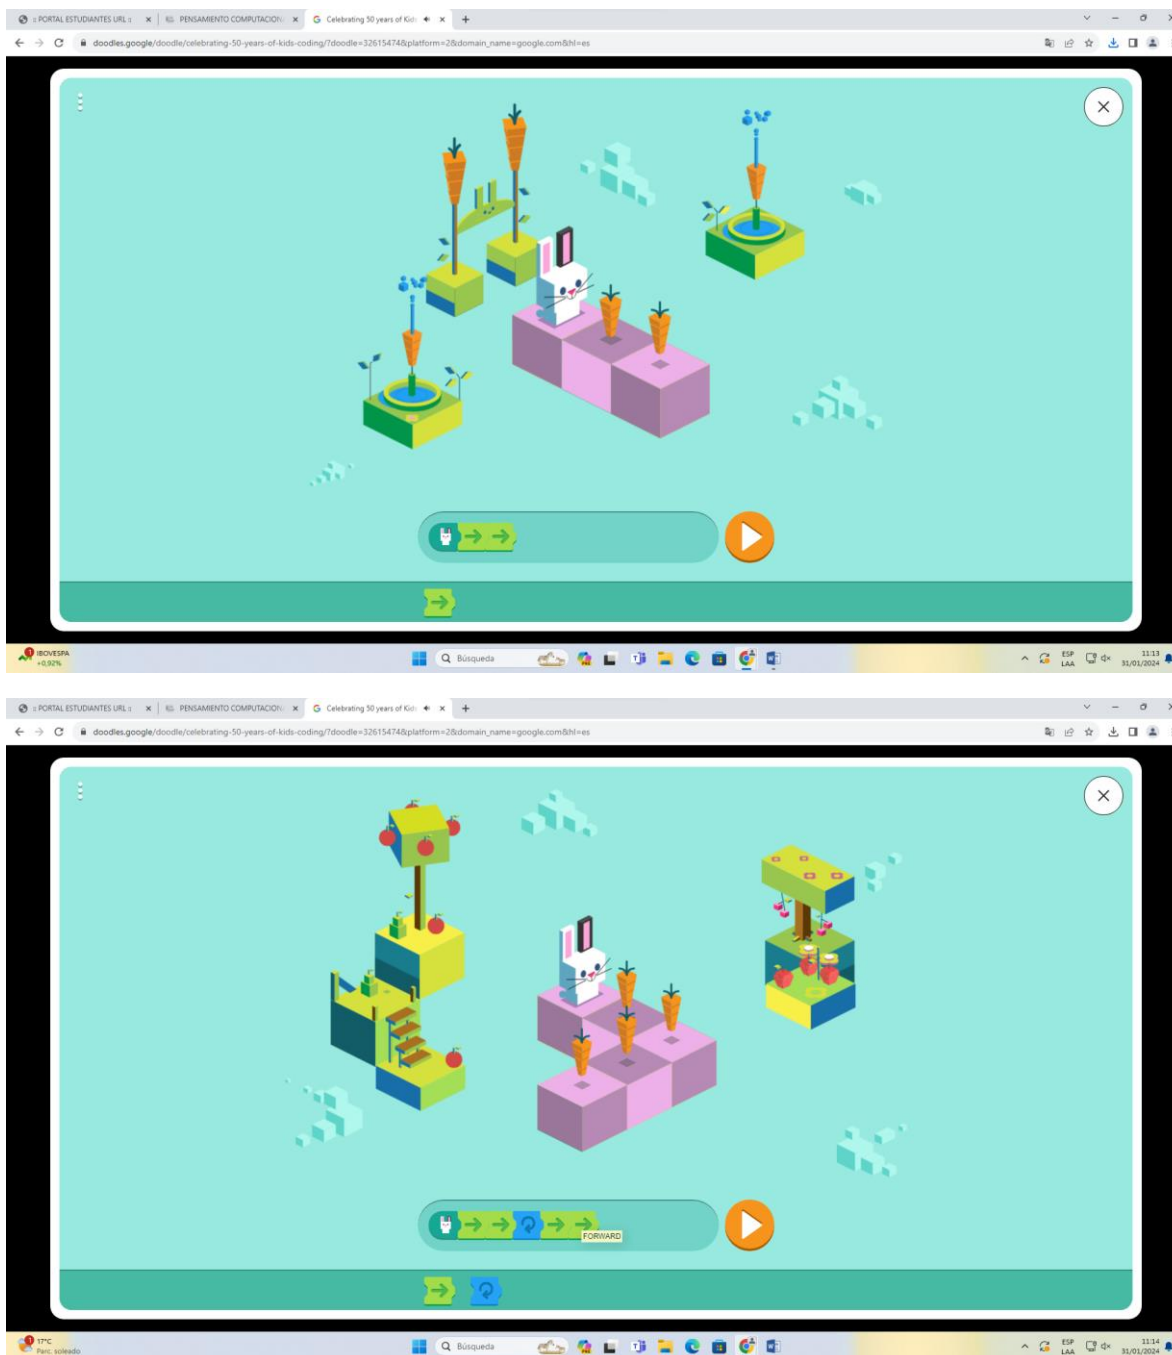 :: PORTAL ESTUDIANTES URL ::
PENSAMIENTO COMPUTACION
Celebrating 50 years of Kids
doodles.google/doodle/celebrating-50-years-of-kids-coding/?doodle=32615474&platform=2&domain_name=google.com&hl=es
1
IBOVESPA
+0,92%
Búsqueda
ESP
LAA
11:13
31/01/2024
:: PORTAL ESTUDIANTES URL ::
PENSAMIENTO COMPUTACION
Celebrating 50 years of Kids
doodles.google/doodle/celebrating-50-years-of-kids-coding/?doodle=32615474&platform=2&domain_name=google.com&hl=es
FORWARD
1
17°C
Parc. soleado
Búsqueda
ESP
LAA
11:14
31/01/2024